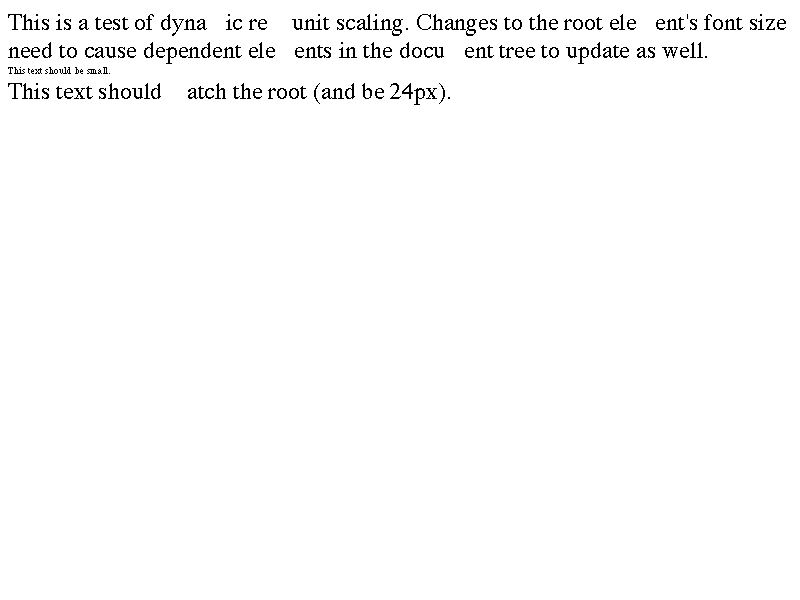 This is a test of dyna ic re unit scaling. Changes to the root ele ent's font size
need to cause dependent ele ents in the docu ent tree to update as well.
This text should be small.
This text should atch the root (and be 24px).